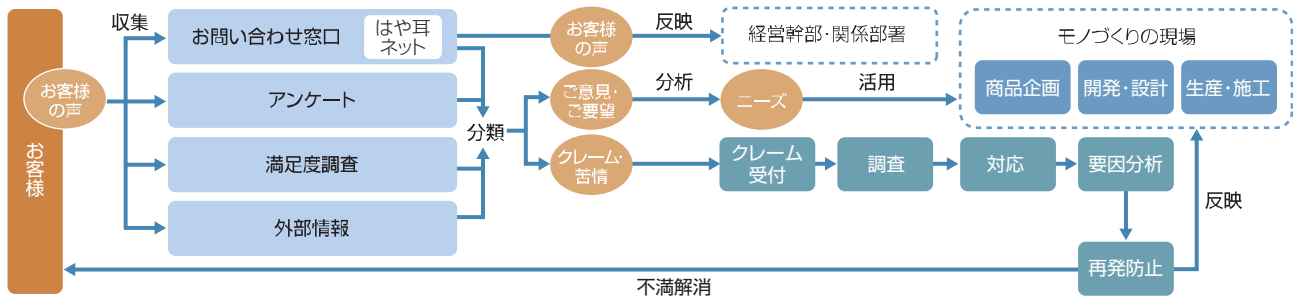 お客様
お客様
の声
収集
お問い合わせ窓口
はや耳
ネット
アンケート
満足度調査
外部情報
分類
お客様
の声
反映
経営幹部・関係部署
ご意見・
ご要望
分析
ニーズ
活用
モノづくりの現場
商品企画
開発・設計
生産・施工
クレーム・
苦情
クレーム
受付
調査
対応
要因分析
再発防止
反映
不満解消